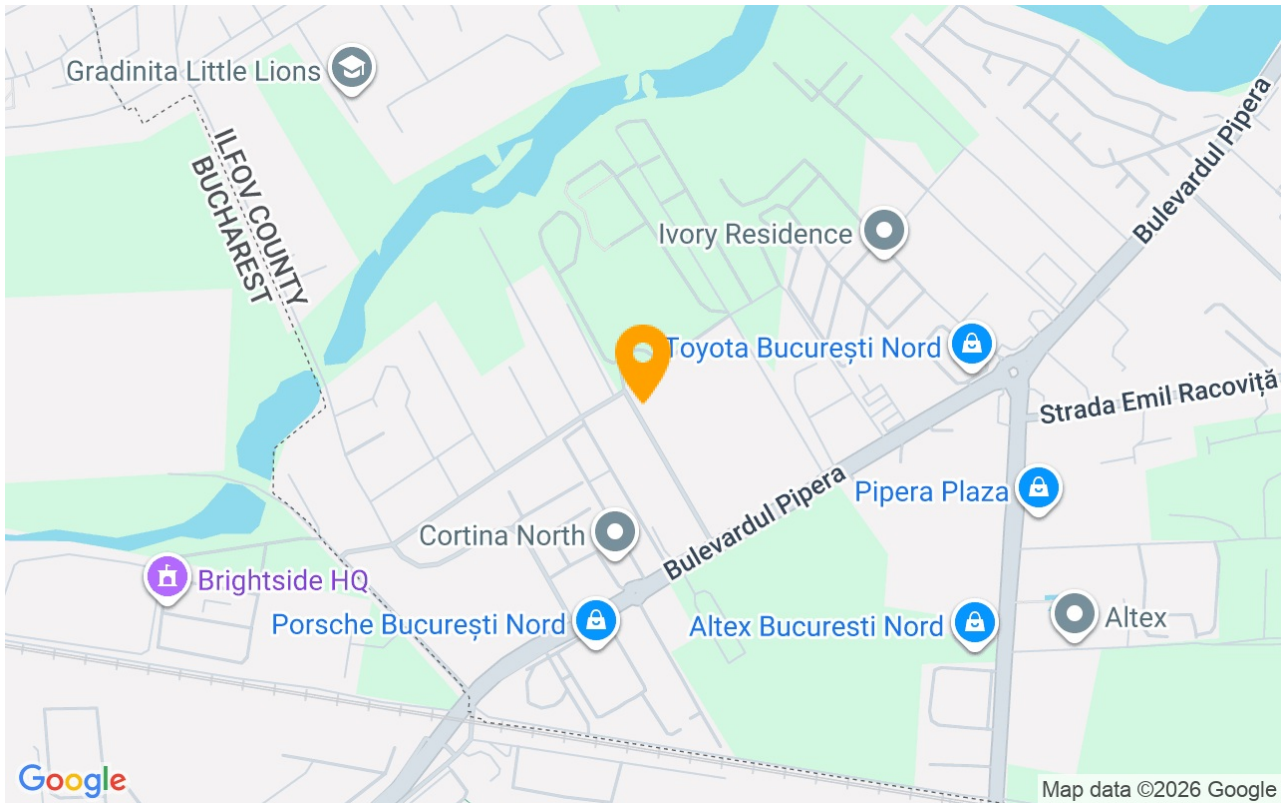 Gradinita Little Lions
ILFOV COUNTY
BUCHAREST
Bulevardul Pipera
Ivory Residence
Toyota București Nord
Strada Emil Racoviță
Bulevardul Pipera
Pipera Plaza
Cortina North
Brightside HQ
Porsche București Nord
Altex Bucuresti Nord
Altex
Google
Map data ©2026 Google